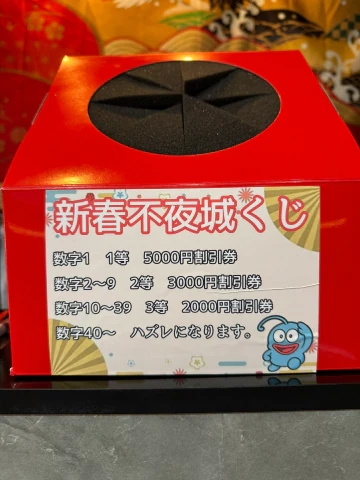 新春不夜城くじ
数字1　1等　5000円割引券
数字2～9　2等　3000円割引券
数字10～39　3等　2000円割引券
数字40～　ハズレになります。